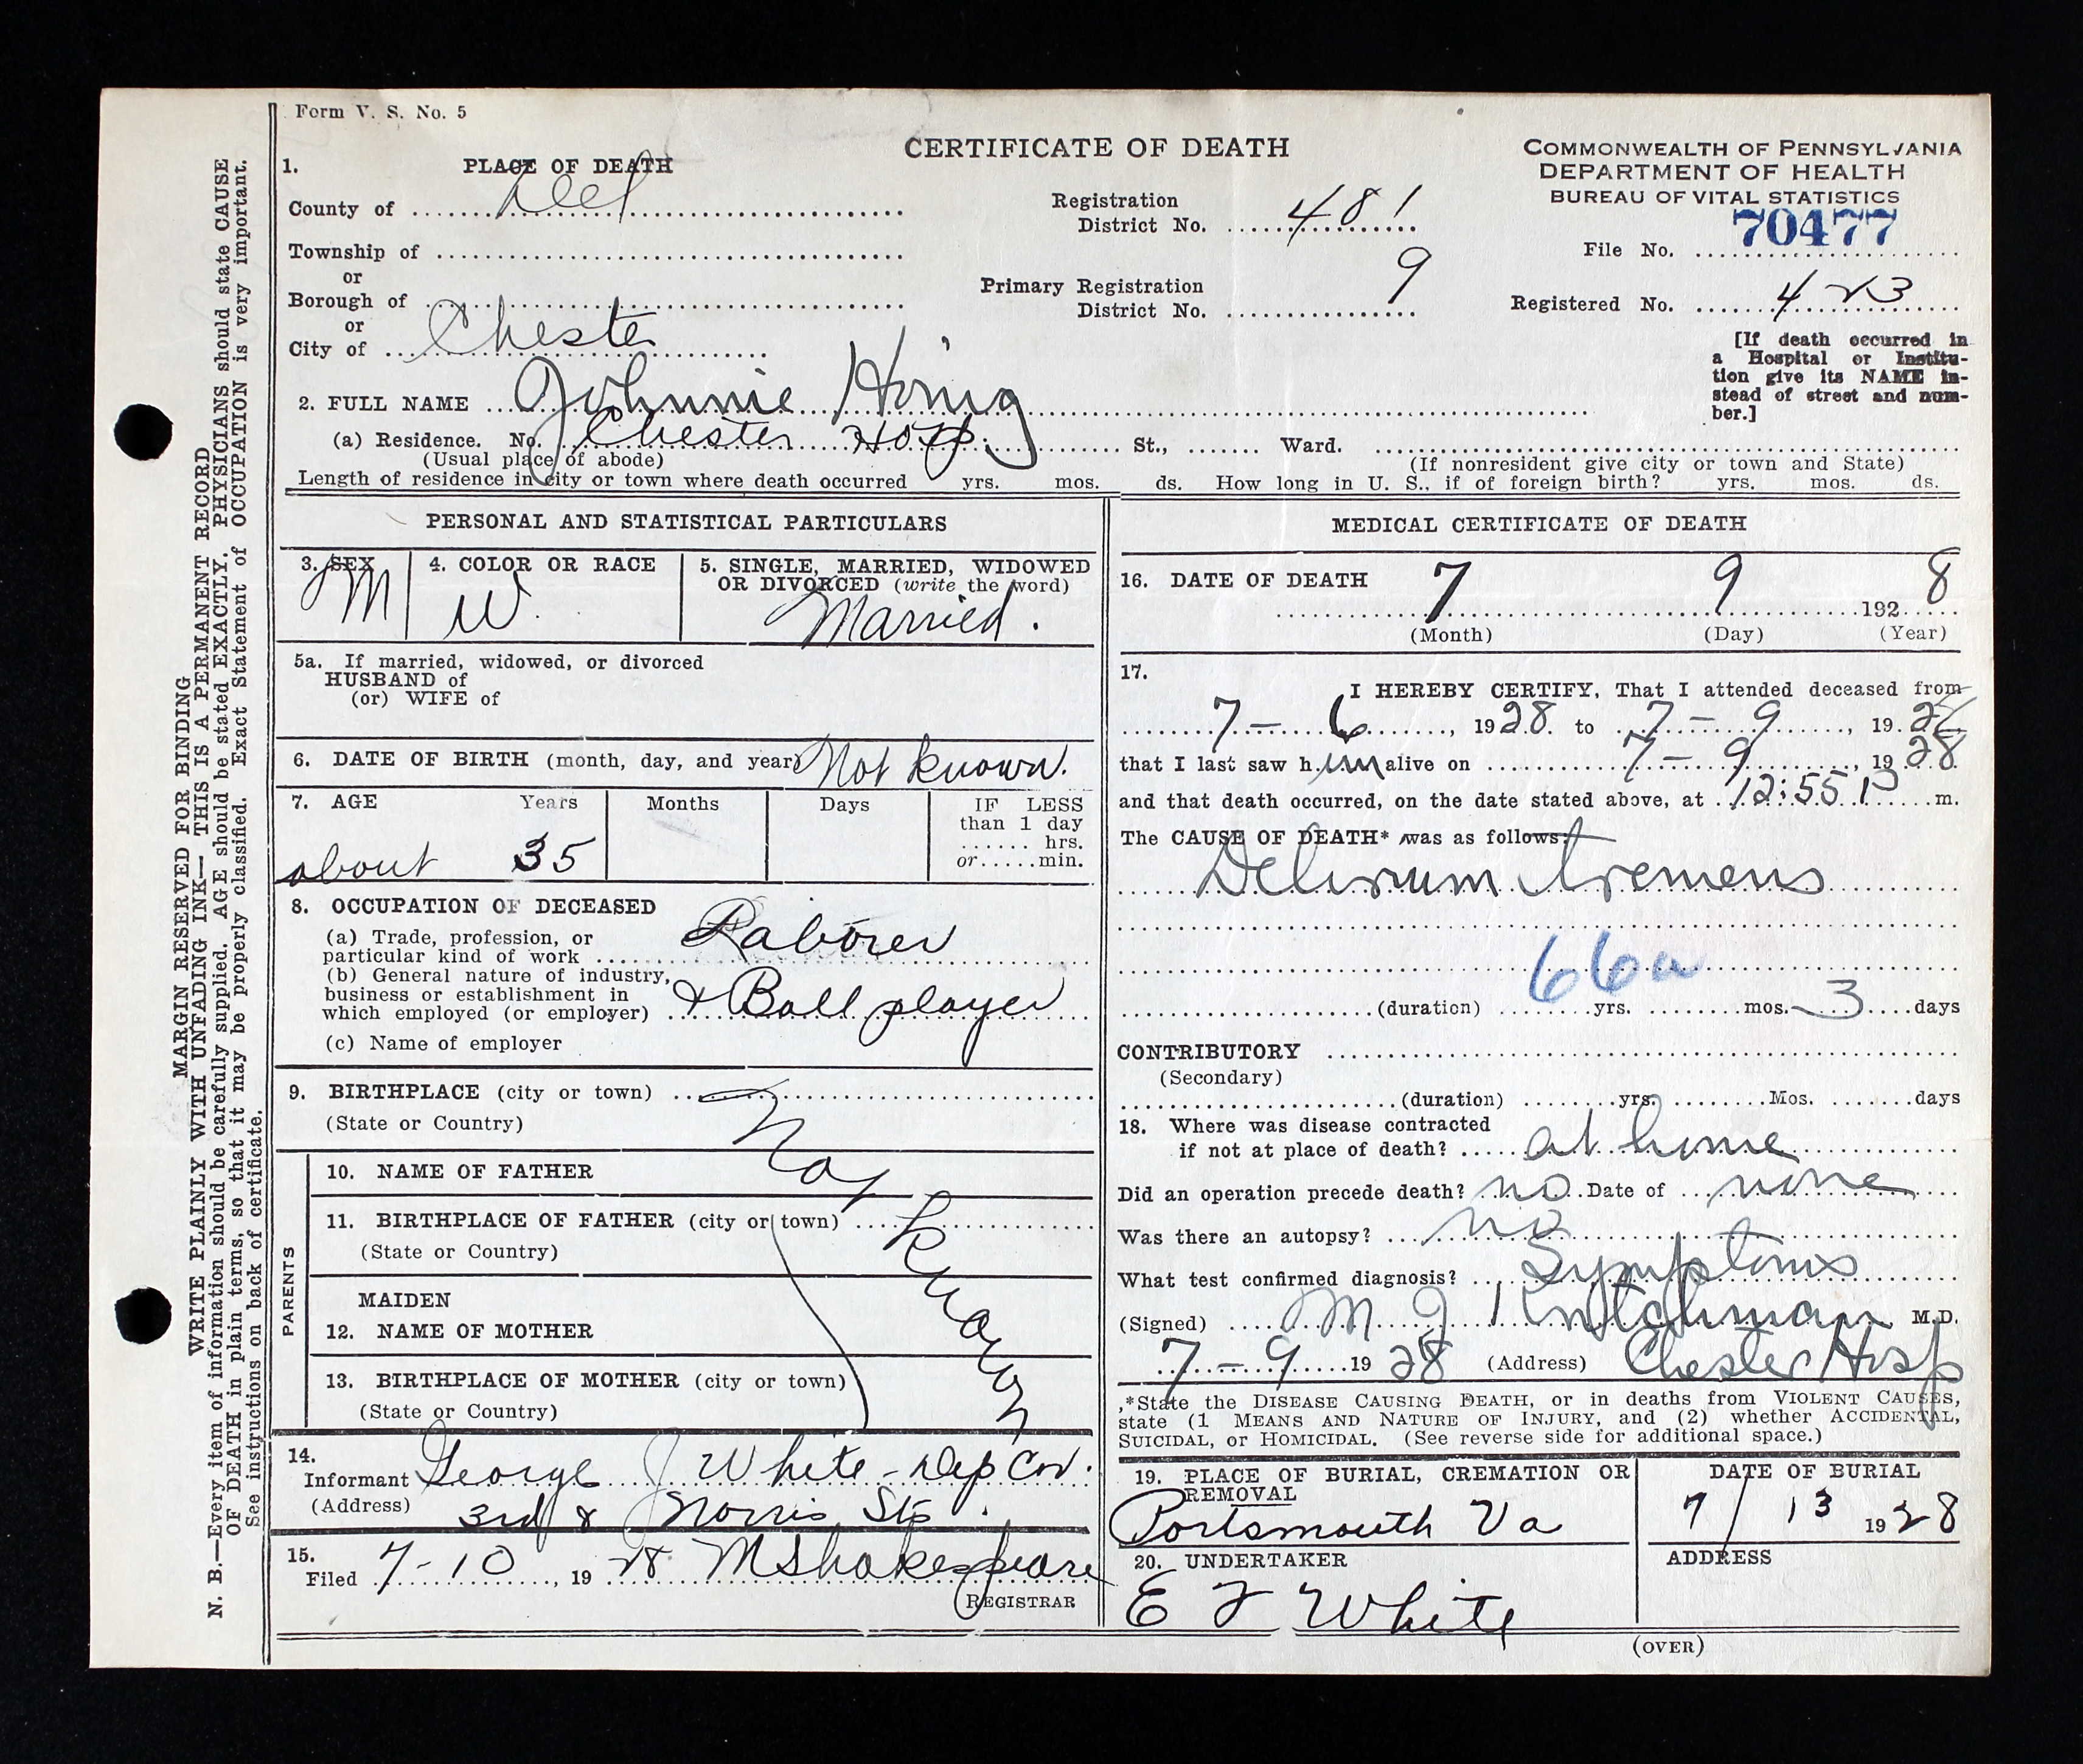 Form V. S. No. 5
CERTIFICATE OF DEATH
COMMONWEALTH OF PENNSYLVANIA
DEPARTMENT OF HEALTH
BUREAU OF VITAL STATISTICS
1. PLACE OF DEATH
County of Del
Registration District No. 481
File No. 70477
Township of
or
Borough of
Primary Registration District No. 9
Registered No. 423
or
City of Chester
[If death occurred in a Hospital or Institution give its NAME instead of street and number.]
2. FULL NAME Johnnie Honig
(a) Residence. No. Chester Hosp. St., Ward.
(Usual place of abode) (If nonresident give city or town and State)
Length of residence in city or town where death occurred yrs. mos. ds. How long in U. S., if of foreign birth? yrs. mos. ds.
PERSONAL AND STATISTICAL PARTICULARS
3. SEX M
4. COLOR OR RACE W.
5. SINGLE, MARRIED, WIDOWED OR DIVORCED (write the word) Married.
5a. If married, widowed, or divorced
HUSBAND of
(or) WIFE of
6. DATE OF BIRTH (month, day, and year) Not known.
7. AGE Years Months Days IF LESS than 1 day
...... hrs.
or.....min.
about 35
8. OCCUPATION OF DECEASED
(a) Trade, profession, or particular kind of work Laborer
(b) General nature of industry, business or establishment in which employed (or employer) & Ball player
(c) Name of employer
9. BIRTHPLACE (city or town)
(State or Country)
Not Known
PARENTS
10. NAME OF FATHER
11. BIRTHPLACE OF FATHER (city or town)
(State or Country)
MAIDEN
12. NAME OF MOTHER
13. BIRTHPLACE OF MOTHER (city or town)
(State or Country)
14.
Informant George J White - Dep Cor.
(Address) 3rd & Norris Sts.
15.
Filed 7-10, 1928 M Shakespeare
REGISTRAR
MEDICAL CERTIFICATE OF DEATH
16. DATE OF DEATH 7 9 1928
(Month) (Day) (Year)
17.
I HEREBY CERTIFY, That I attended deceased from
7-6, 1928 to 7-9, 1928
that I last saw him alive on 7-9, 1928
and that death occurred, on the date stated above, at 12:55 P m.
The CAUSE OF DEATH* was as follows:
Delirium tremens
66a
(duration) yrs. mos. 3 days
CONTRIBUTORY
(Secondary)
(duration) yrs. Mos. days
18. Where was disease contracted
if not at place of death? at home
Did an operation precede death? no Date of none
Was there an autopsy? no
What test confirmed diagnosis? Symptoms
(Signed) M J M.D.
7-9 1928 (Address) Chester Hosp
*State the DISEASE CAUSING DEATH, or in deaths from VIOLENT CAUSES,
state (1 MEANS AND NATURE OF INJURY, and (2) whether ACCIDENTAL,
SUICIDAL, or HOMICIDAL. (See reverse side for additional space.)
19. PLACE OF BURIAL, CREMATION OR REMOVAL
Portsmouth Va
DATE OF BURIAL
7/13 1928
20. UNDERTAKER
E F White
ADDRESS
(OVER)
MARGIN RESERVED FOR BINDING
WRITE PLAINLY WITH UNFADING INK— THIS IS A PERMANENT RECORD
N. B.—Every item of information should be carefully supplied. AGE should be stated EXACTLY. PHYSICIANS should state CAUSE
OF DEATH in plain terms, so that it may be properly classified. Exact Statement of OCCUPATION is very important.
See instructions on back of certificate.